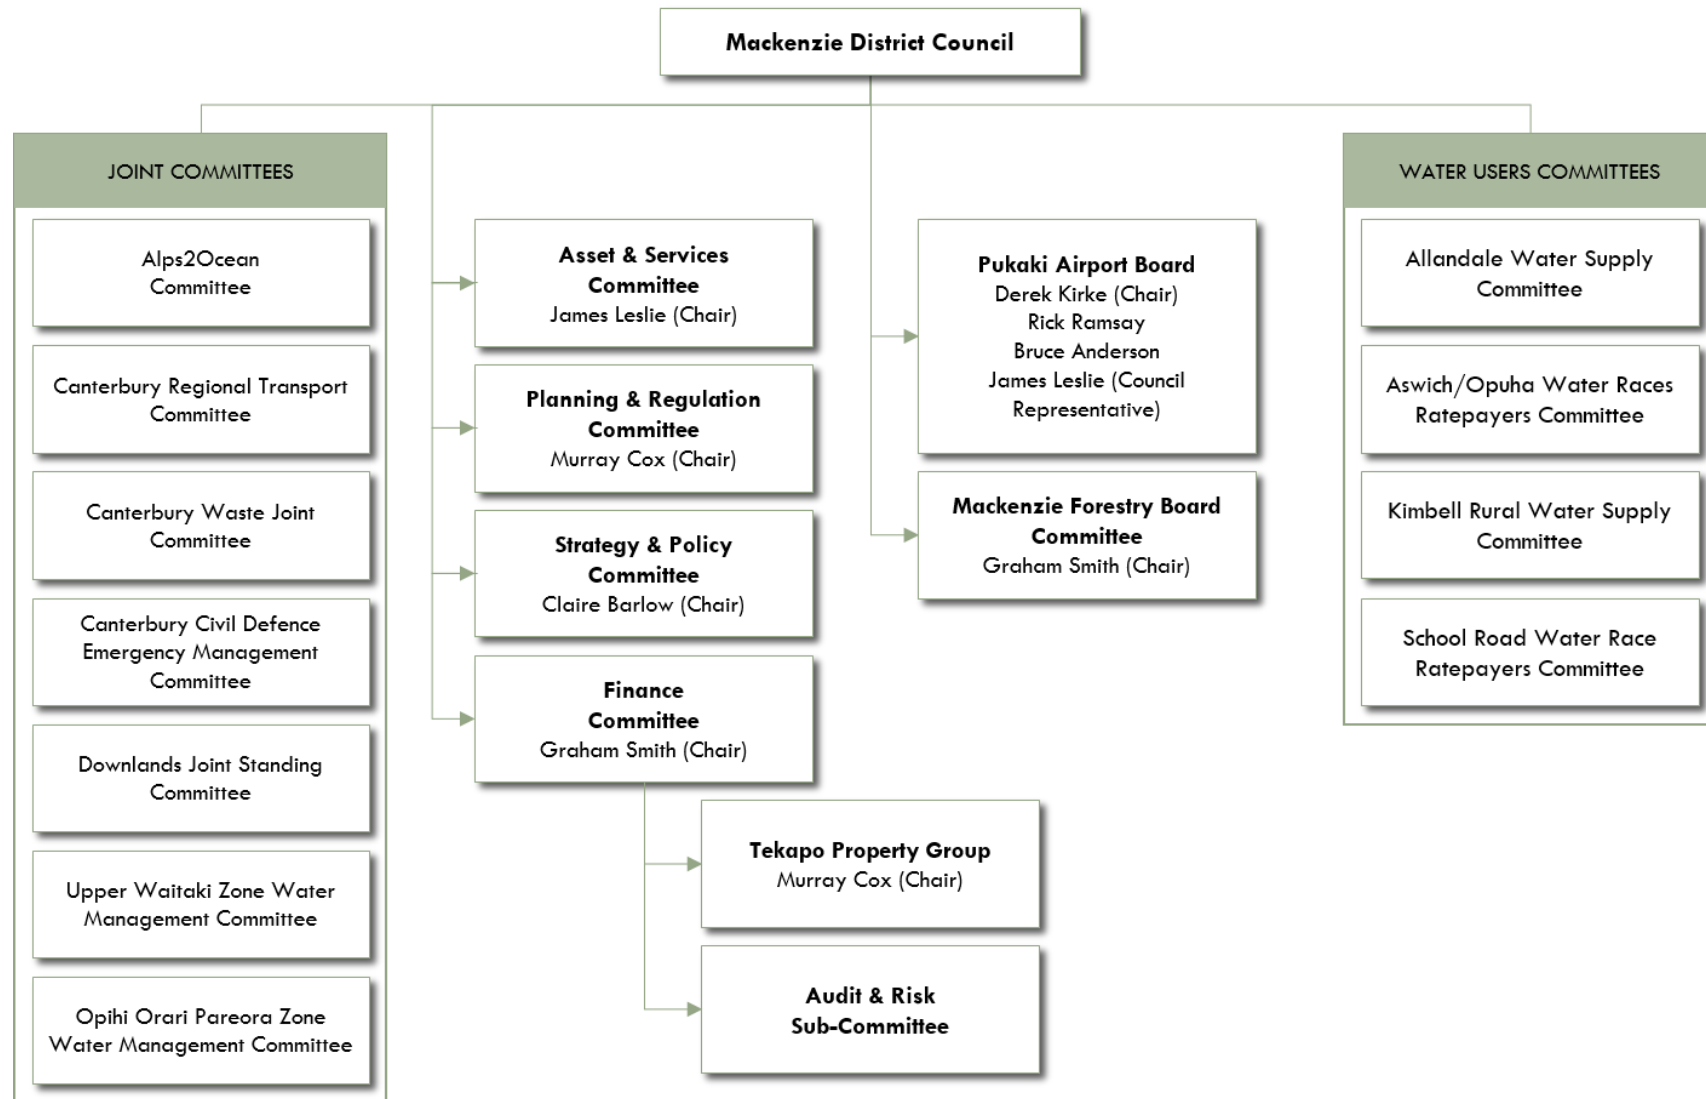 Mackenzie District Council
JOINT COMMITTEES
Alps2Ocean
Committee
Canterbury Regional Transport
Committee
Canterbury Waste Joint
Committee
Canterbury Civil Defence
Emergency Management
Committee
Downlands Joint Standing
Committee
Upper Waitaki Zone Water
Management Committee
Opihi Orari Pareora Zone
Water Management Committee
Asset & Services
Committee
James Leslie (Chair)
Planning & Regulation
Committee
Murray Cox (Chair)
Strategy & Policy
Committee
Claire Barlow (Chair)
Finance
Committee
Graham Smith (Chair)
Tekapo Property Group
Murray Cox (Chair)
Audit & Risk
Sub-Committee
Pukaki Airport Board
Derek Kirke (Chair)
Rick Ramsay
Bruce Anderson
James Leslie (Council
Representative)
Mackenzie Forestry Board
Committee
Graham Smith (Chair)
WATER USERS COMMITTEES
Allandale Water Supply
Committee
Aswich/Opuha Water Races
Ratepayers Committee
Kimbell Rural Water Supply
Committee
School Road Water Race
Ratepayers Committee